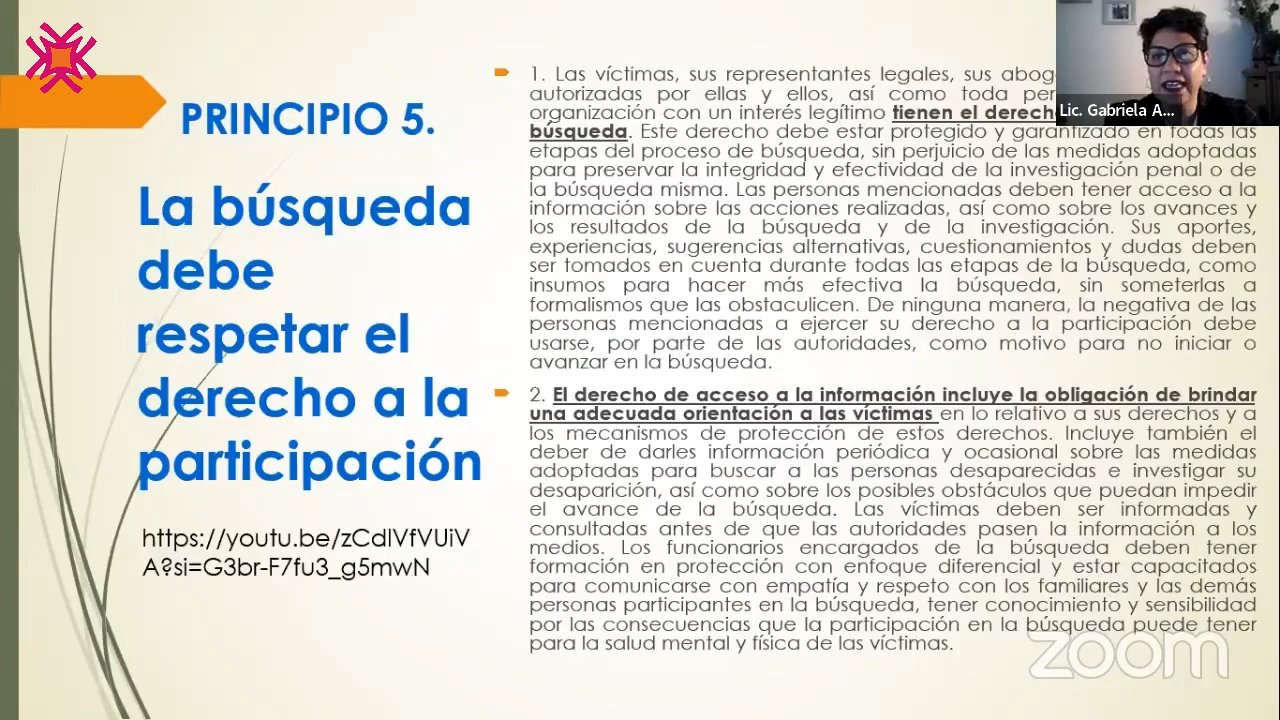 PRINCIPIO 5.
La búsqueda
debe
respetar el
derecho a la
participación
https://youtu.be/zCdIVfVUiV
A?si=G3br-F7fu3_g5mwN
1. Las víctimas, sus representantes legales, sus abog
autorizadas por ellas y ellos, así como toda per
organización con un interés legítimo tienen el derech
búsqueda. Este derecho debe estar protegido y garantizado en todas las
etapas del proceso de búsqueda, sin perjuicio de las medidas adoptadas
para preservar la integridad y efectividad de la investigación penal o de
la búsqueda misma. Las personas mencionadas deben tener acceso a la
información sobre las acciones realizadas, así como sobre los avances y
los resultados de la búsqueda y de la investigación. Sus aportes,
experiencias, sugerencias alternativas, cuestionamientos y dudas deben
ser tomados en cuenta durante todas las etapas de la búsqueda, como
insumos para hacer más efectiva la búsqueda, sin someterlas a
formalismos que las obstaculicen. De ninguna manera, la negativa de las
personas mencionadas a ejercer su derecho a la participación debe
usarse, por parte de las autoridades, como motivo para no iniciar o
avanzar en la búsqueda.
2. El derecho de acceso a la información incluye la obligación de brindar
una adecuada orientación a las víctimas en lo relativo a sus derechos y a
los mecanismos de protección de estos derechos. Incluye también el
deber de darles información periódica y ocasional sobre las medidas
adoptadas para buscar a las personas desaparecidas e investigar su
desaparición, así como sobre los posibles obstáculos que puedan impedir
el avance de la búsqueda. Las víctimas deben ser informadas y
consultadas antes de que las autoridades pasen la información a los
medios. Los funcionarios encargados de la búsqueda deben tener
formación en protección con enfoque diferencial y estar capacitados
para comunicarse con empatía y respeto con los familiares y las demás
personas participantes en la búsqueda, tener conocimiento y sensibilidad
por las consecuencias que la participación en la búsqueda puede tener
para la salud mental y física de las víctimas.
Lic. Gabriela A...
zoom